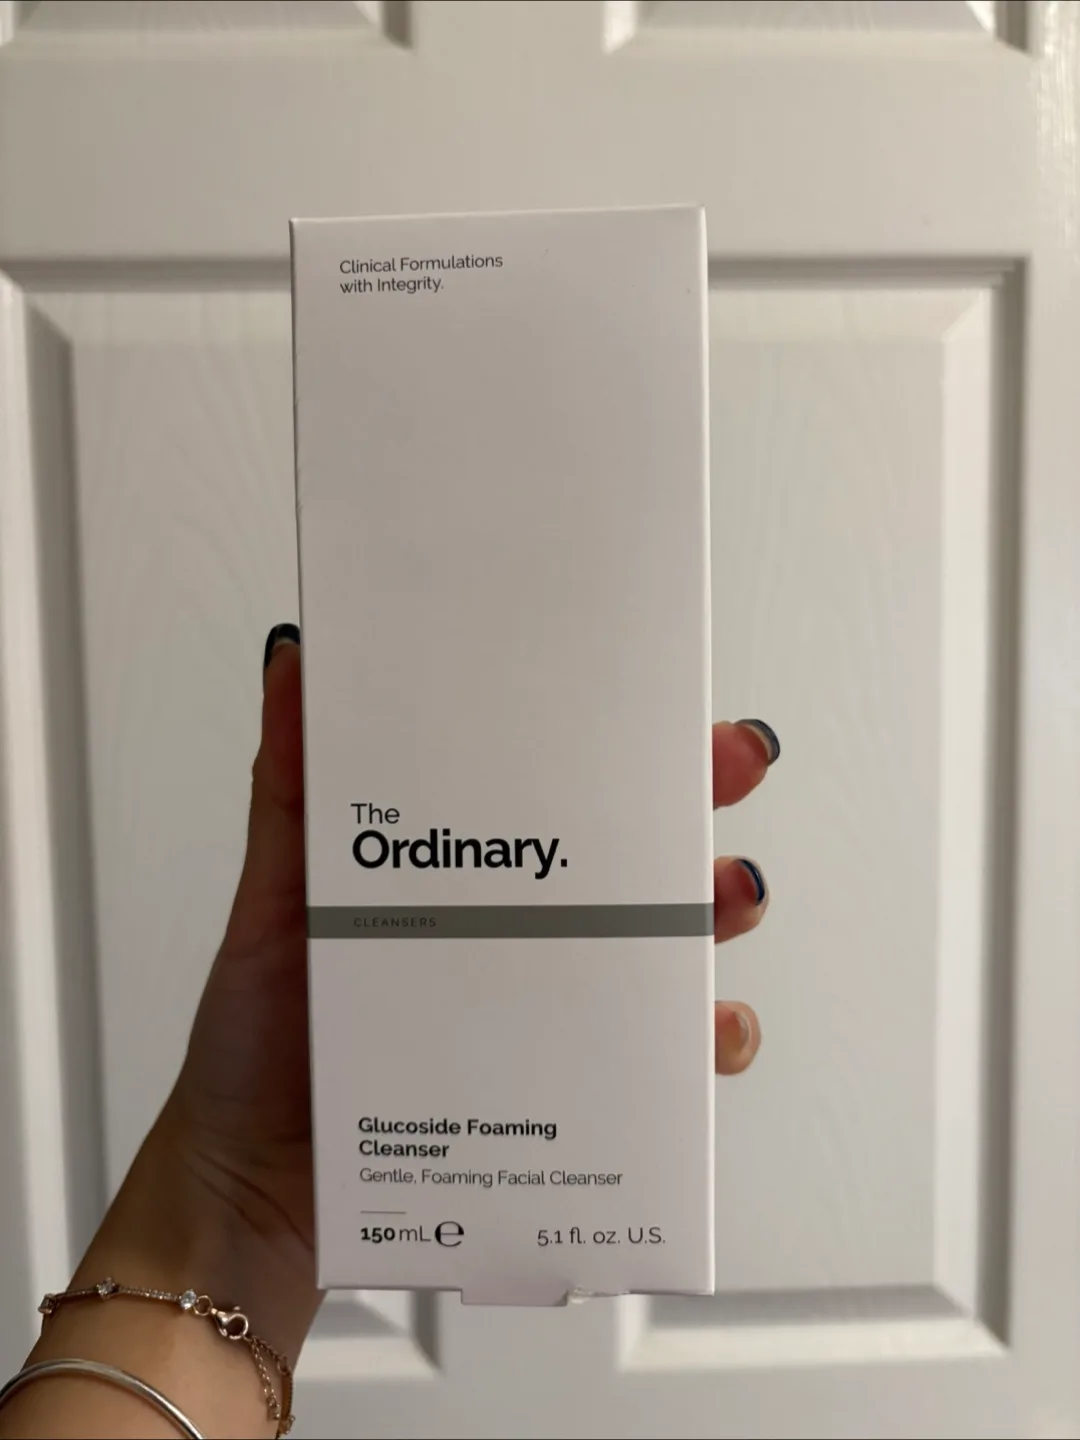 Clinical Formulations
with Integrity.
The
Ordinary.
CLEANSERS
Glucoside Foaming
Cleanser
Gentle, Foaming Facial Cleanser
150 mL ℮ 5.1 fl. oz. U.S.